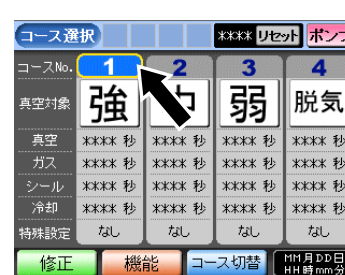 コース選択 **** リセット ポン
コースNo. 1 2 3 4
真空対象 強 弱 脱気
真空 **** 秒 **** 秒 **** 秒 **** 秒
ガス **** 秒 **** 秒 **** 秒 **** 秒
シール **** 秒 **** 秒 **** 秒 **** 秒
冷却 **** 秒 **** 秒 **** 秒 **** 秒
特殊設定 なし なし なし なし
修正 機能 コース切替 MM月DD日
HH時mm分